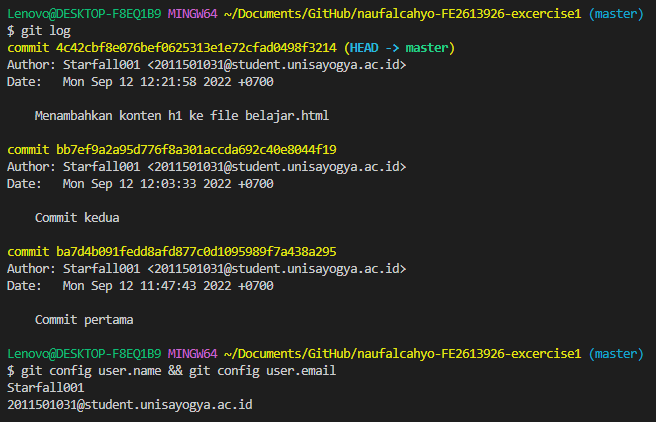 Lenovo@DESKTOP-F8EQ1B9 MINGW64 ~/Documents/GitHub/naufalcahyo-FE2613926-excercise1 (master)
$ git log
commit 4c42cbf8e076bef0625313e1e72cfad0498f3214 (HEAD -> master)
Author: Starfall001 <2011501031@student.unisayogya.ac.id>
Date:   Mon Sep 12 12:21:58 2022 +0700

    Menambahkan konten h1 ke file belajar.html

commit bb7ef9a2a95d776f8a301accda692c40e8044f19
Author: Starfall001 <2011501031@student.unisayogya.ac.id>
Date:   Mon Sep 12 12:03:33 2022 +0700

    Commit kedua

commit ba7d4b091fedd8afd877c0d1095989f7a438a295
Author: Starfall001 <2011501031@student.unisayogya.ac.id>
Date:   Mon Sep 12 11:47:43 2022 +0700

    Commit pertama

Lenovo@DESKTOP-F8EQ1B9 MINGW64 ~/Documents/GitHub/naufalcahyo-FE2613926-excercise1 (master)
$ git config user.name && git config user.email
Starfall001
2011501031@student.unisayogya.ac.id